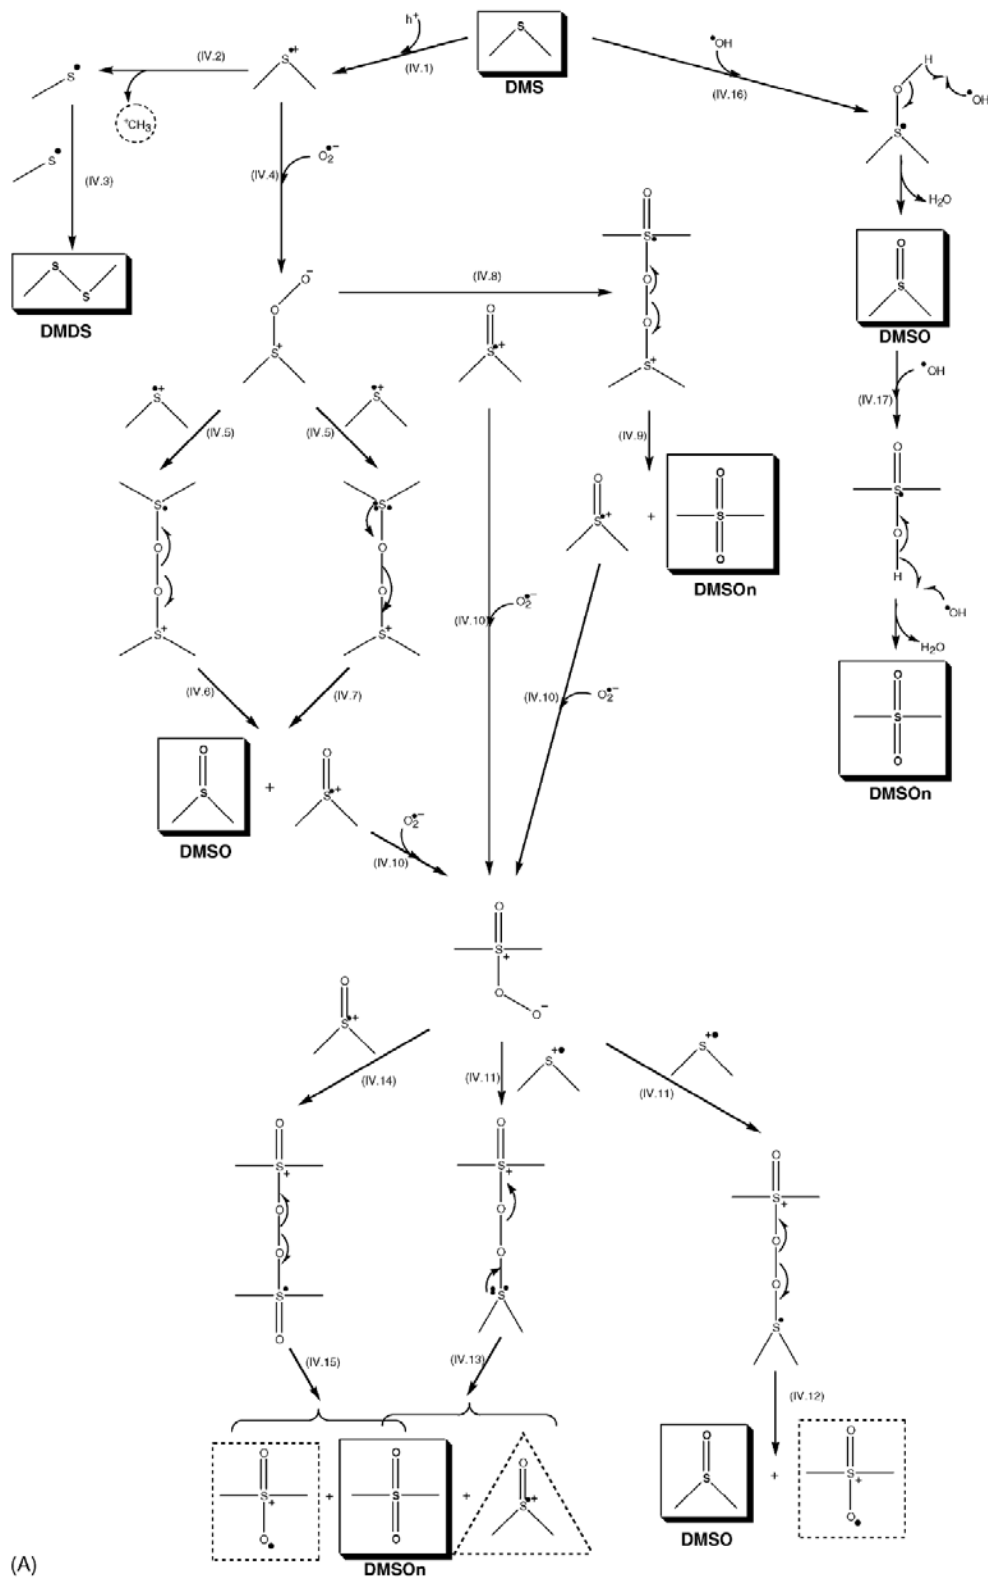 h⁺
S
DMS
•OH
(IV.1)
(IV.2)
(IV.16)
S•+
S•
⁺CH₃
H
O
•OH
S•
S•
(IV.3)
(IV.4)
O₂•−
H₂O
O
S•
O
O
S+
S
S
DMDS
O−
O
S+
(IV.8)
O
S•+
O
S
DMSO
•OH
(IV.17)
S•+
(IV.5)
S•+
(IV.5)
(IV.9)
O
S•+
+
O
S
O
DMSOn
O
S•
O
H
•OH
H₂O
S•
O
O
S+
S
O
O
S+
(IV.10)
O₂•−
(IV.10)
O₂•−
(IV.6)
(IV.7)
O
S
O
DMSOn
O
S
DMSO
+
O
S•+
O₂•−
(IV.10)
O
S+
O
O−
O
S•+
(IV.14)
(IV.11)
S+•
S+•
(IV.11)
O
S+
O
O
S•
O
O
S+
O
O
S•
O
S+
O
O
S•
(IV.15)
(IV.13)
(IV.12)
O
S+
O•
+
O
S
O
DMSOn
+
O
S•+
O
S
DMSO
+
O
S+
O•
(A)